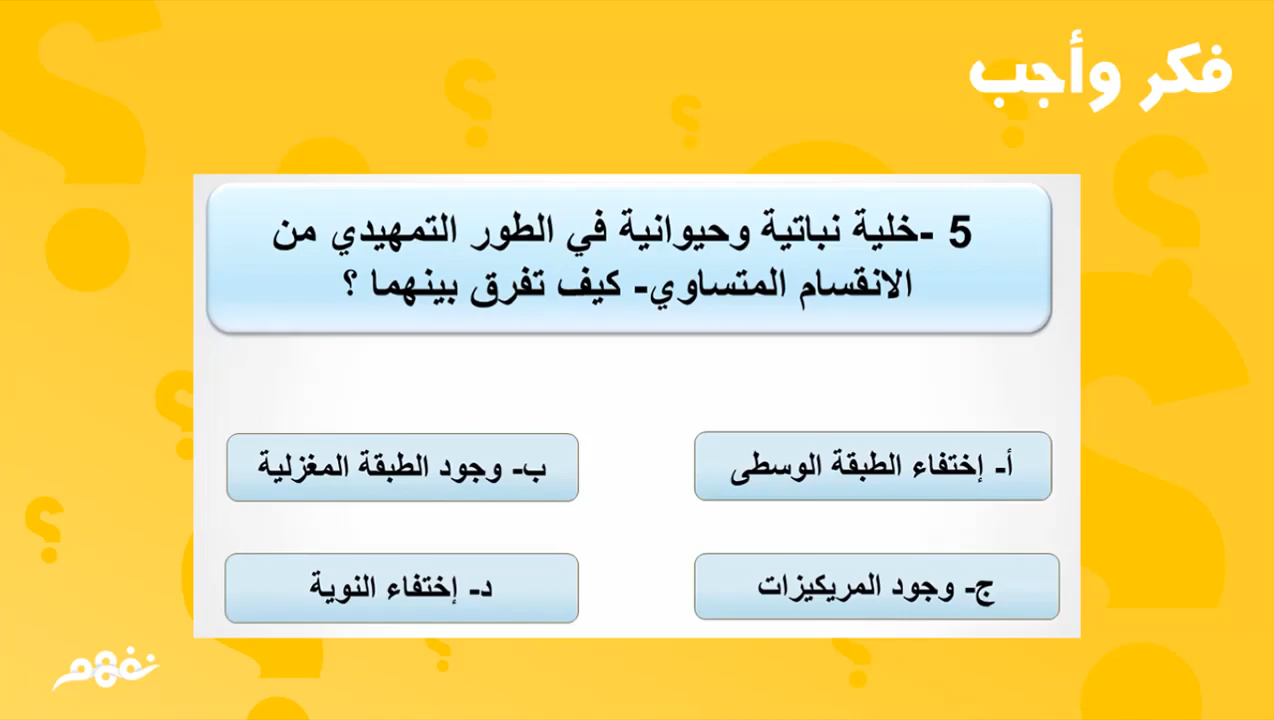 فكر وأجب
5 -خلية نباتية وحيوانية في الطور التمهيدي من
الانقسام المتساوي- كيف تفرق بينهما ؟
أ- إختفاء الطبقة الوسطى
ب- وجود الطبقة المغزلية
ج- وجود المريكيزات
د- إختفاء النوية
نفهم